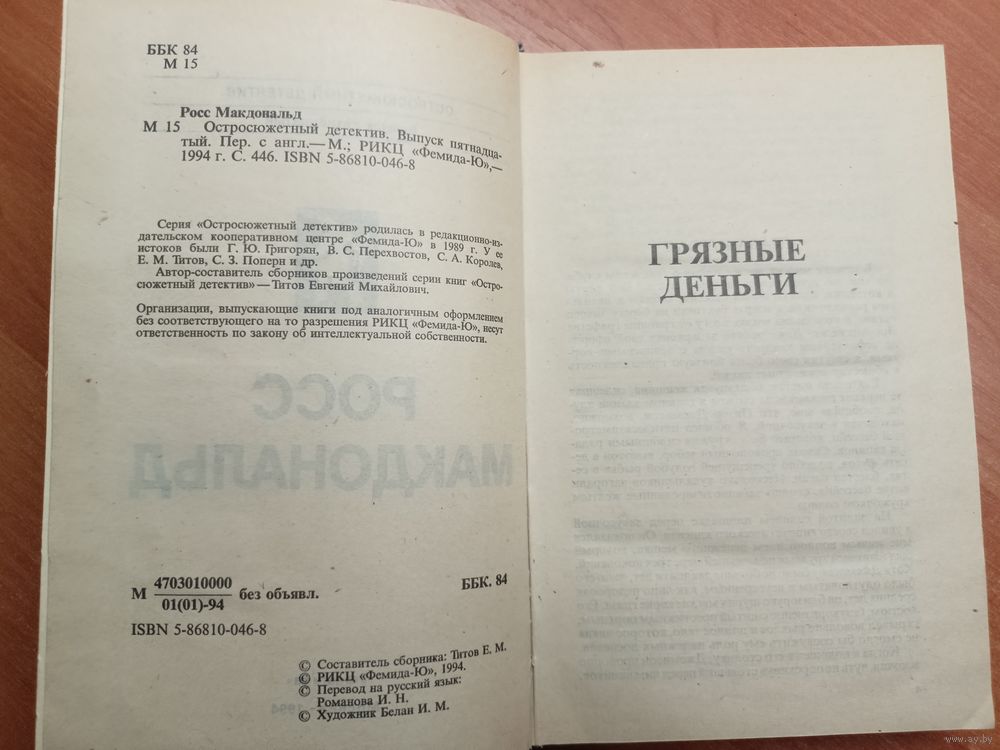 ББК 84
М 15
Росс Макдональд
М 15 Остросюжетный детектив. Выпуск пятнадца-
тый. Пер. с англ.— М.; РИКЦ «Фемида-Ю»,—
1994 г. С. 446. ISBN 5-86810-046-8
Серия «Остросюжетный детектив» родилась в редакционно-из-
дательском кооперативном центре «Фемида-Ю» в 1989 г. У ее
истоков были Г. Ю. Григорян, В. С. Перехвостов, С. А. Королев,
Е. М. Титов, С. З. Поперн и др.
Автор-составитель сборников произведений серии книг «Остро-
сюжетный детектив» — Титов Евгений Михайлович.
Организации, выпускающие книги под аналогичным оформлением
без соответствующего на то разрешения РИКЦ «Фемида-Ю», несут
ответственность по закону об интеллектуальной собственности.
РОСС
МАКДОНАЛЬД
М 4703010000 без объявл. ББК. 84
01(01)-94
ISBN 5-86810-046-8
© Составитель сборника: Титов Е. М.
© РИКЦ «Фемида-Ю», 1994.
© Перевод на русский язык:
Романова И. Н.
© Художник Белан И. М.
ГРЯЗНЫЕ
ДЕНЬГИ
www.ay.by